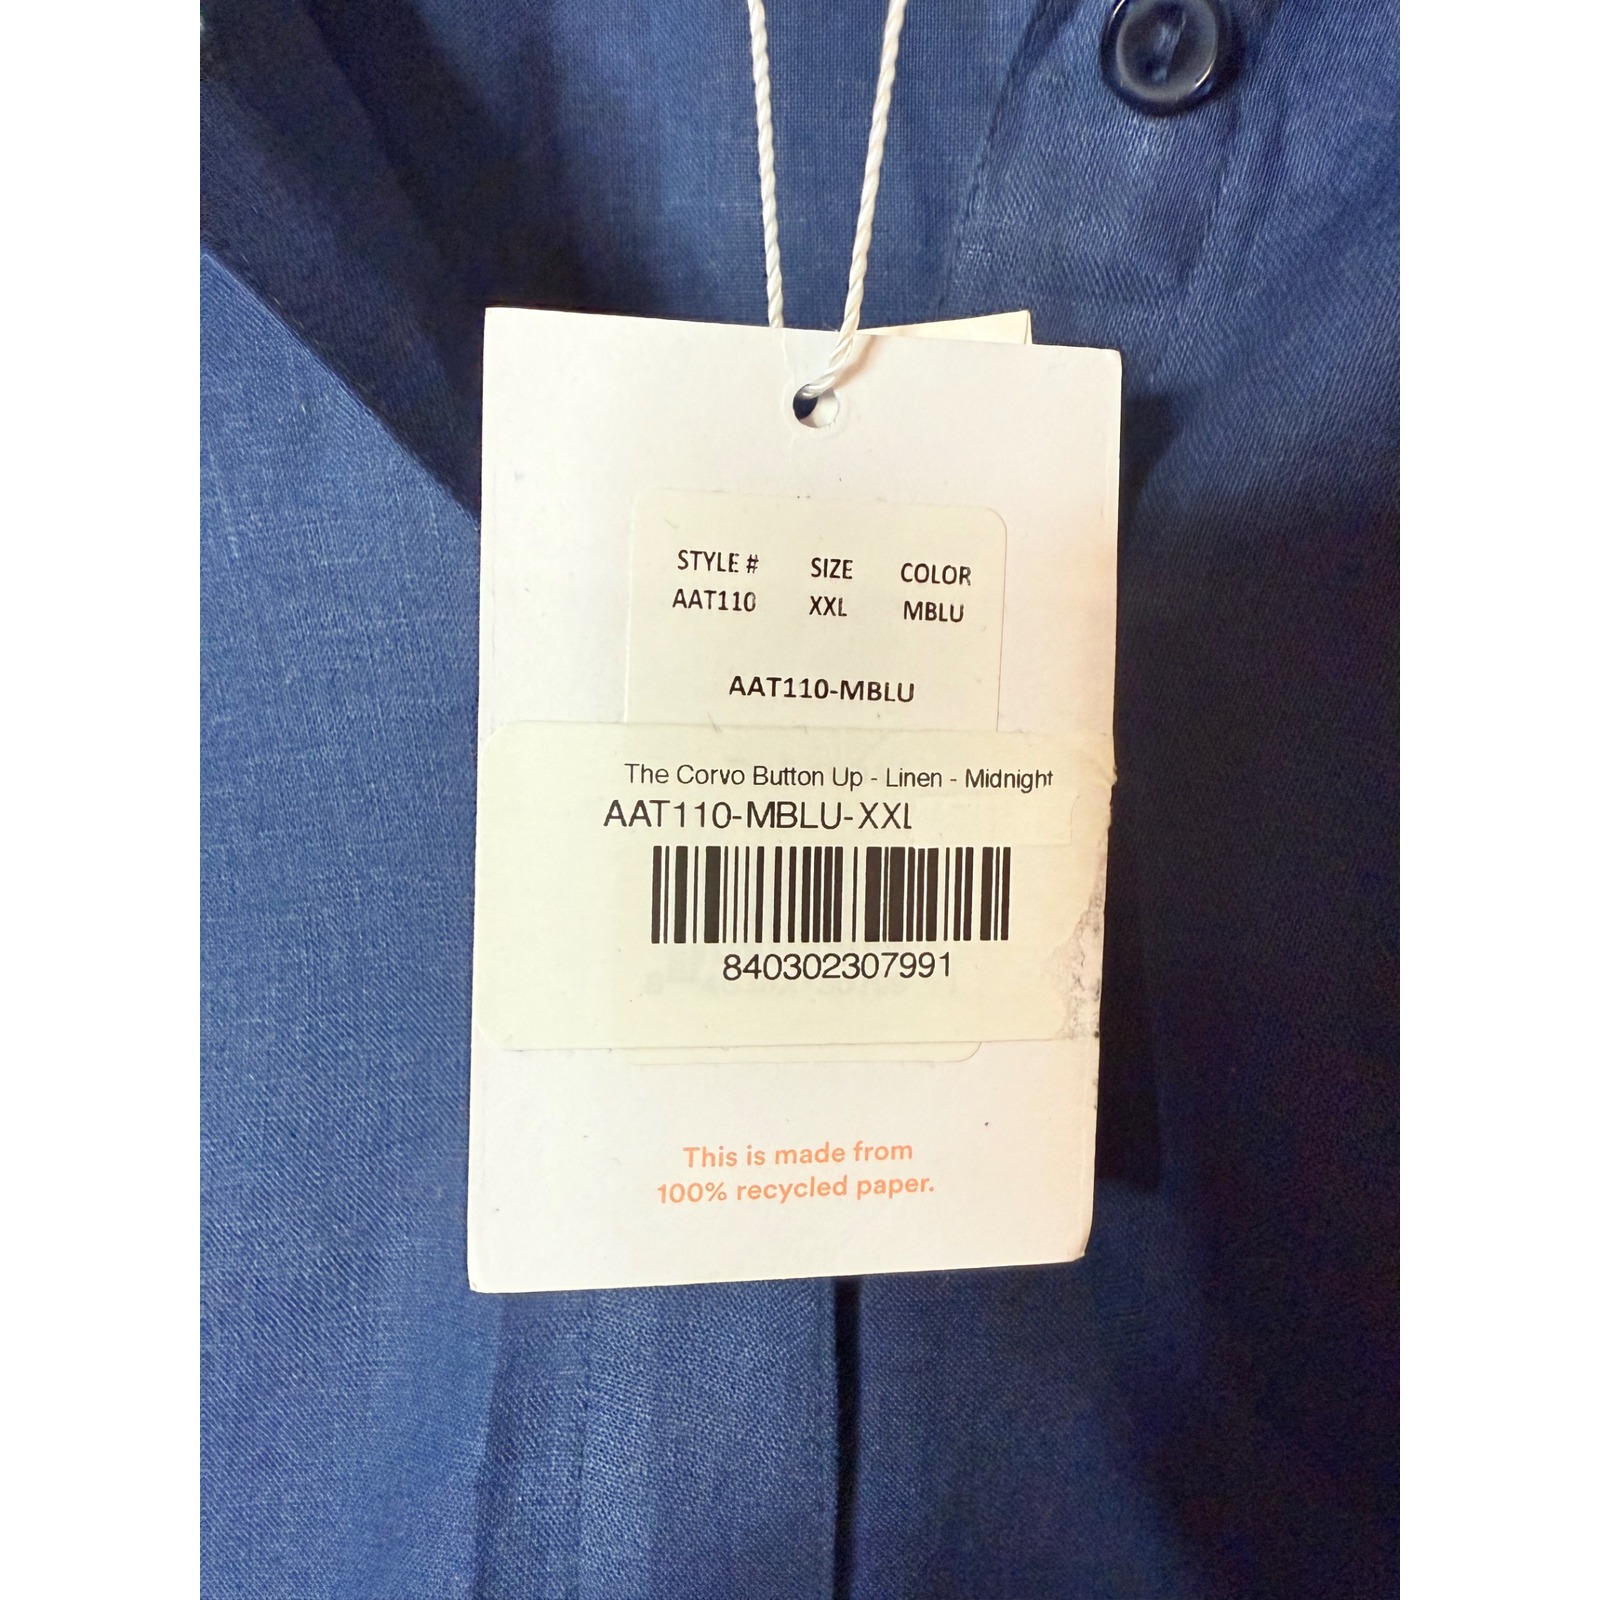 STYLE # SIZE COLOR
AAT110 XXL MBLU
AAT110-MBLU
The Corvo Button Up - Linen - Midnight
AAT110-MBLU-XXL
840302307991
This is made from
100% recycled paper.